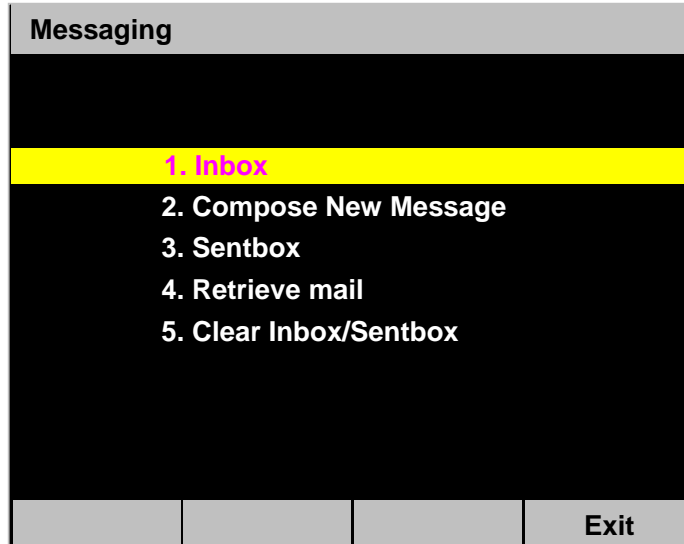 Messaging
1. Inbox
2. Compose New Message
3. Sentbox
4. Retrieve mail
5. Clear Inbox/Sentbox
Exit